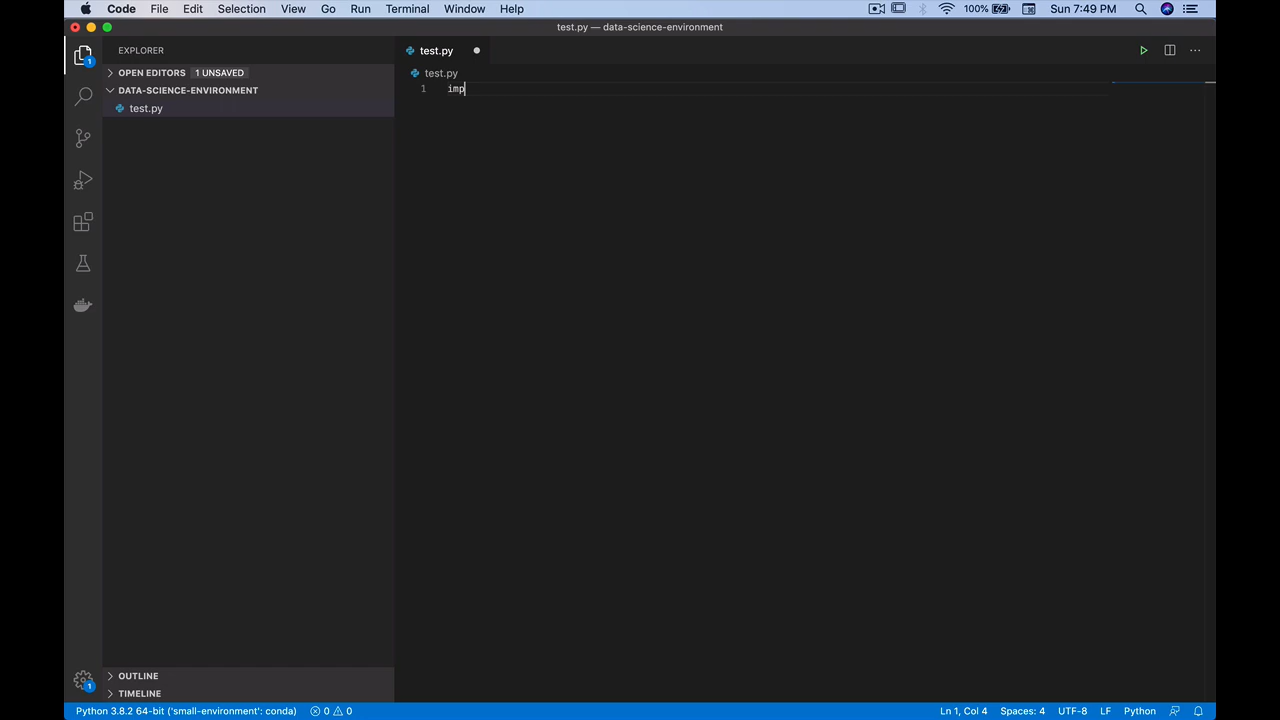 Code File Edit Selection View Go Run Terminal Window Help 100% Sun 7:49 PM
test.py — data-science-environment
EXPLORER
test.py
OPEN EDITORS 1 UNSAVED
test.py
DATA-SCIENCE-ENVIRONMENT
1 imp
test.py
1
OUTLINE
1
TIMELINE
Python 3.8.2 64-bit ('small-environment': conda) 0 0 Ln 1, Col 4 Spaces: 4 UTF-8 LF Python